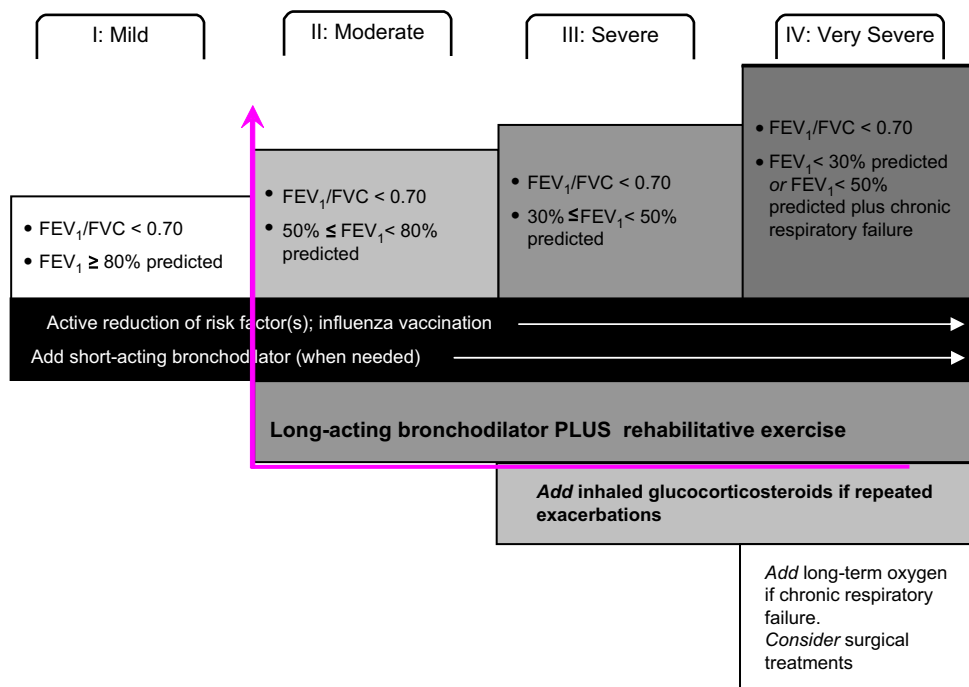 I: Mild
II: Moderate
III: Severe
IV: Very Severe
• FEV1/FVC < 0.70
• FEV1 ≥ 80% predicted
• FEV1/FVC < 0.70
• 50% ≤ FEV1< 80%
predicted
• FEV1/FVC < 0.70
• 30% ≤FEV1< 50%
predicted
• FEV1/FVC < 0.70
• FEV1< 30% predicted
or FEV1< 50%
predicted plus chronic
respiratory failure
Active reduction of risk factor(s); influenza vaccination
Add short-acting bronchodilator (when needed)
Long-acting bronchodilator PLUS rehabilitative exercise
Add inhaled glucocorticosteroids if repeated
exacerbations
Add long-term oxygen
if chronic respiratory
failure.
Consider surgical
treatments